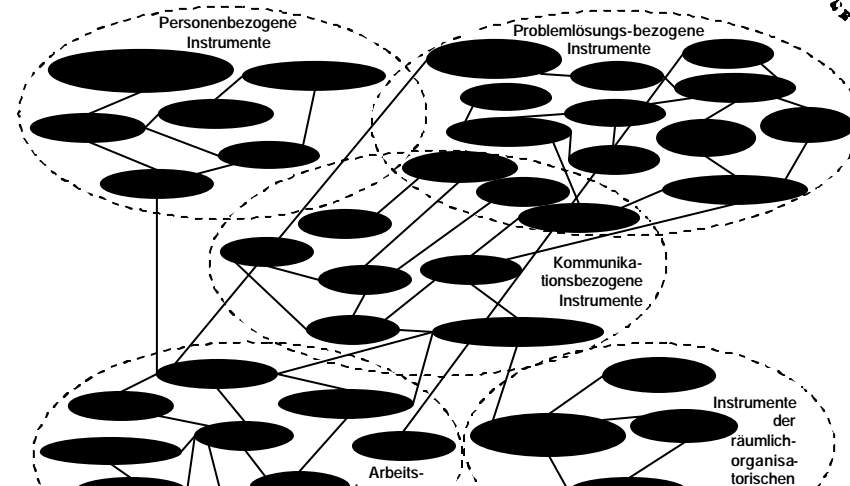 Personenbezogene
Instrumente
Problemlösungs-bezogene
Instrumente
Kommunika-
tionsbezogene
Instrumente
Instrumente
der
räumlich-
organisa-
torischen
Arbeits-